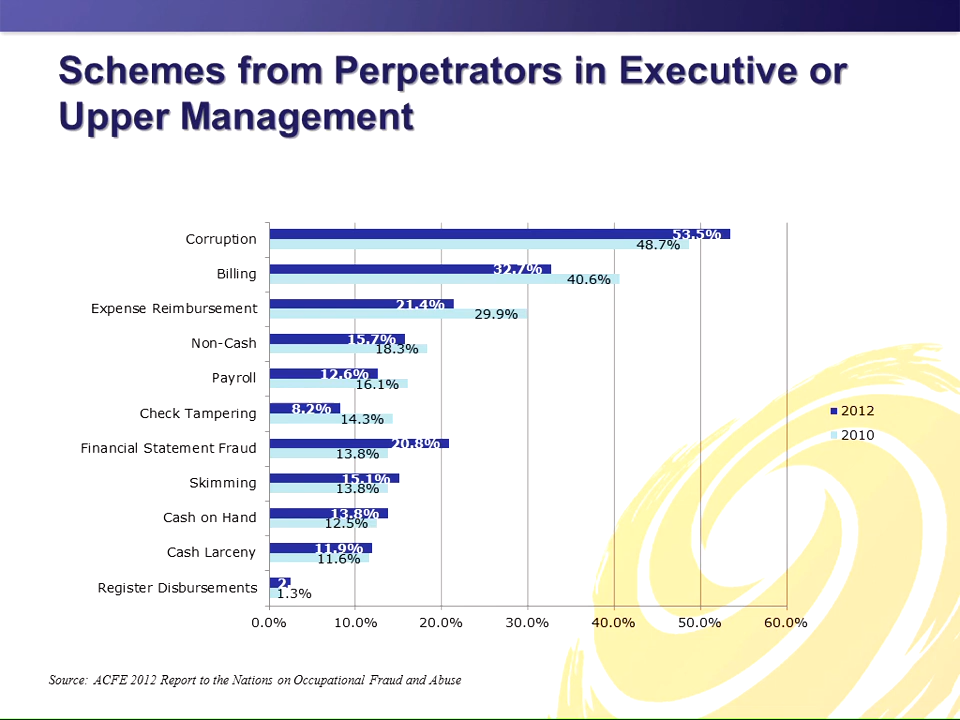 Schemes from Perpetrators in Executive or
Upper Management
Corruption
53.5%
48.7%
Billing
32.7%
40.6%
Expense Reimbursement
21.4%
29.9%
Non-Cash
15.7%
18.3%
Payroll
12.6%
16.1%
Check Tampering
8.2%
14.3%
Financial Statement Fraud
20.8%
13.8%
Skimming
15.1%
13.8%
Cash on Hand
13.8%
12.5%
Cash Larceny
11.9%
11.6%
Register Disbursements
1.3%
2012
2010
0.0% 10.0% 20.0% 30.0% 40.0% 50.0% 60.0%
Source: ACFE 2012 Report to the Nations on Occupational Fraud and Abuse